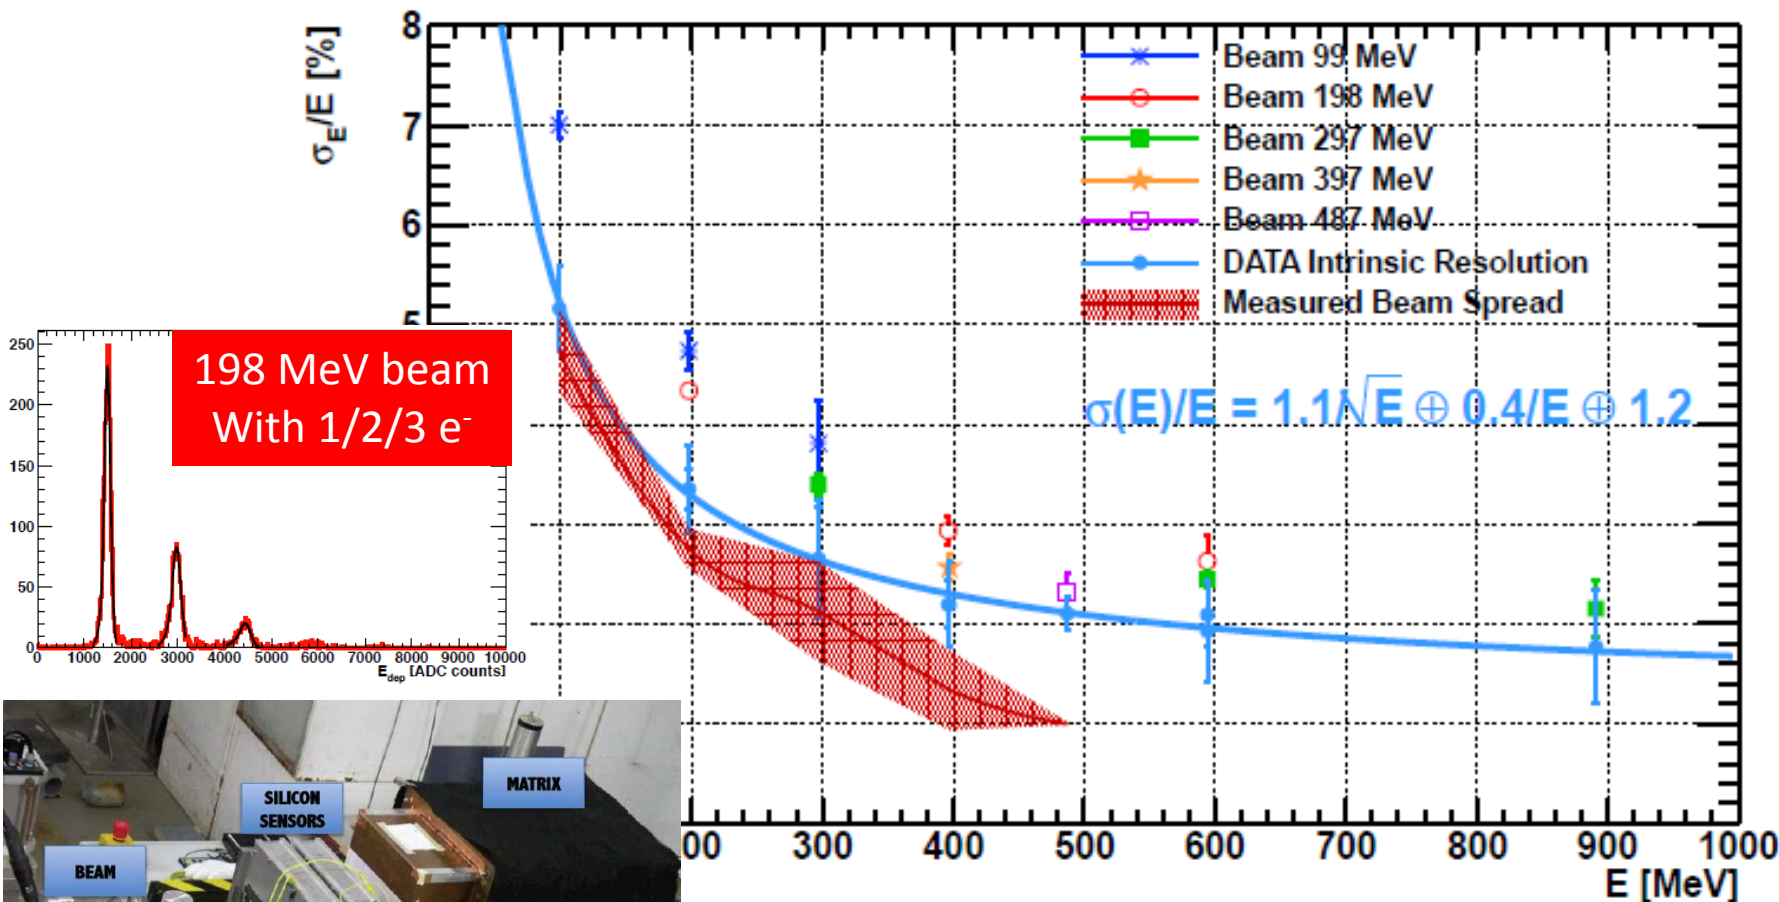 σE/E [%]
8
7
6
5
Beam 99 MeV
Beam 198 MeV
Beam 297 MeV
Beam 397 MeV
Beam 487 MeV
DATA Intrinsic Resolution
Measured Beam Spread
σ(E)/E = 1.1/√E ⊕ 0.4/E ⊕ 1.2
00 300 400 500 600 700 800 900 1000
E [MeV]
198 MeV beam
With 1/2/3 e-
250
200
150
100
50
0
0 1000 2000 3000 4000 5000 6000 7000 8000 9000 10000
Edep [ADC counts]
BEAM
SILICON
SENSORS
MATRIX